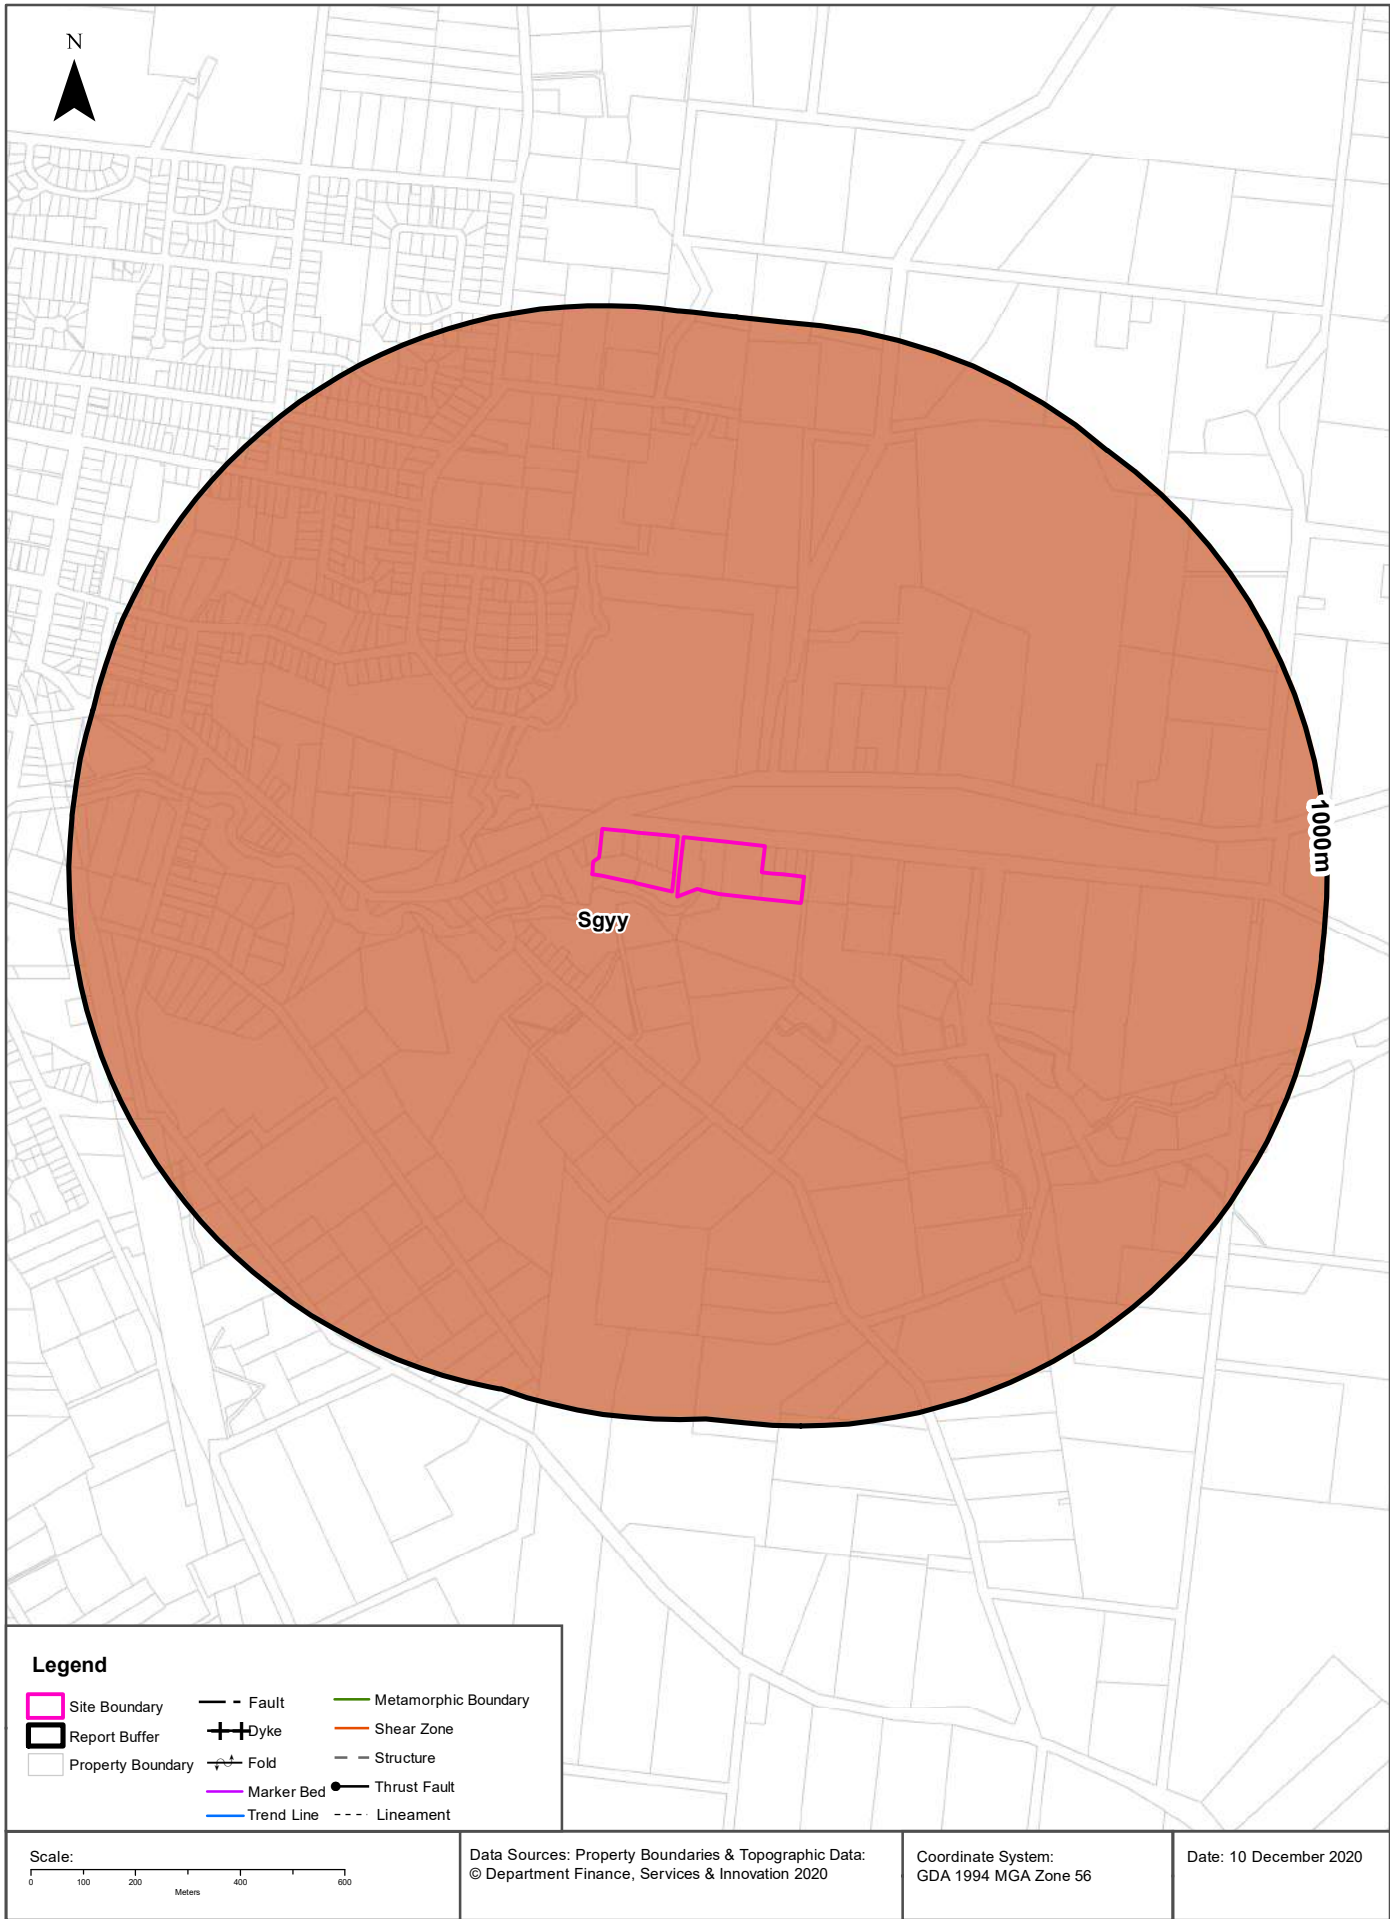 N
1000m
Sgyy
Legend
Site Boundary
Report Buffer
Property Boundary
Fault
Dyke
Fold
Marker Bed
Trend Line
Metamorphic Boundary
Shear Zone
Structure
Thrust Fault
Lineament
Scale:
0 100 200 400 600
Meters
Data Sources: Property Boundaries & Topographic Data:
© Department Finance, Services & Innovation 2020
Coordinate System:
GDA 1994 MGA Zone 56
Date: 10 December 2020